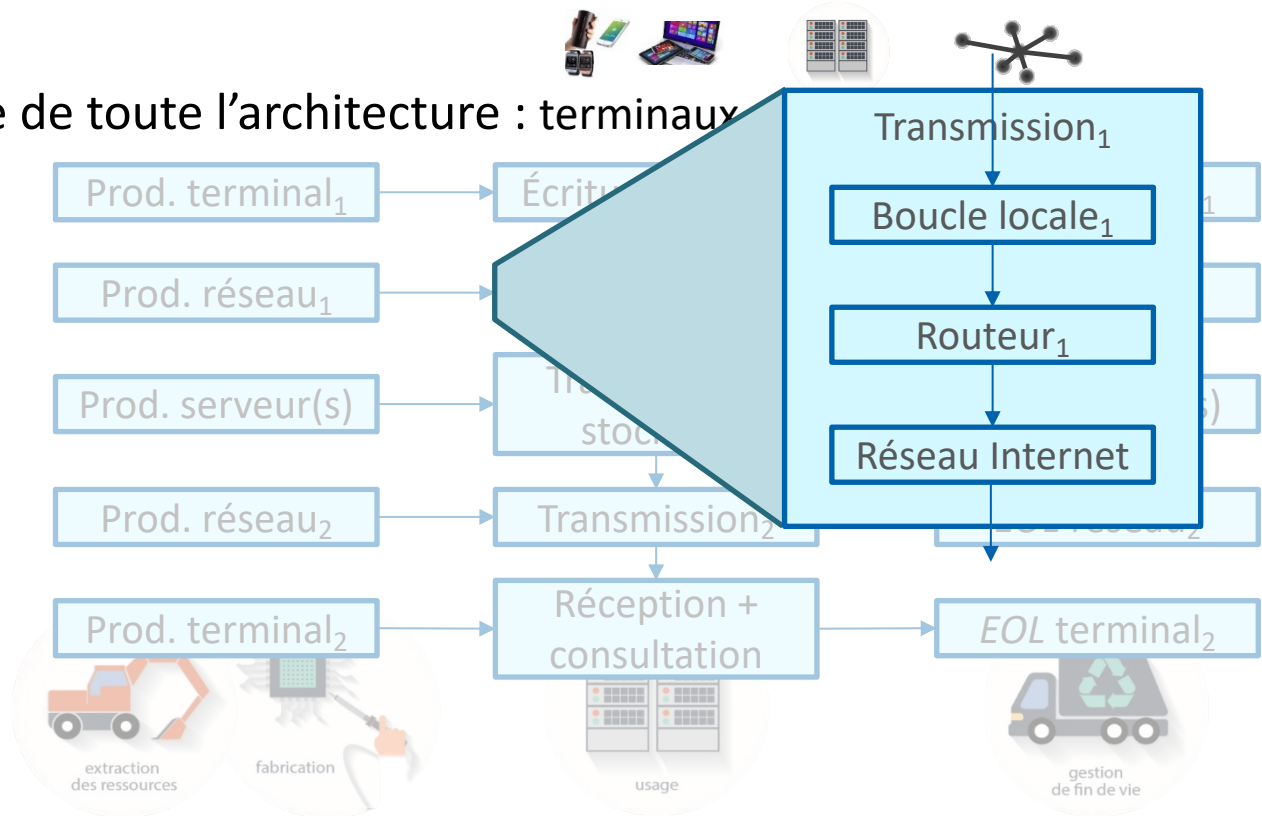 e de toute l’architecture : terminaux
Transmission₁
Boucle locale₁
Routeur₁
Réseau Internet
Prod. terminal₁
Prod. réseau₁
Prod. serveur(s)
Prod. réseau₂
Transmission₂
Prod. terminal₂
Réception +
consultation
EOL terminal₂
extraction
des ressources
fabrication
usage
gestion
de fin de vie